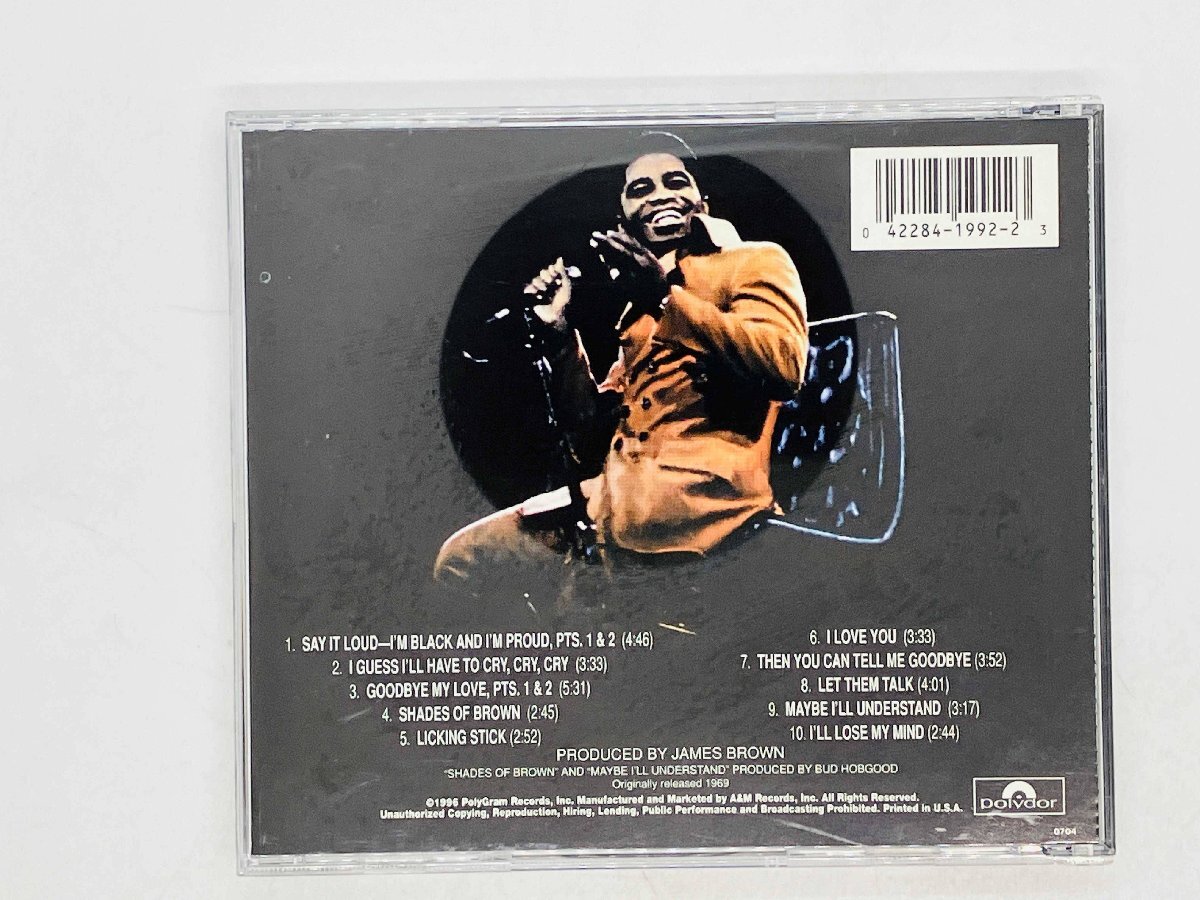 0 42284-1992-2 3
1. SAY IT LOUD—I'M BLACK AND I'M PROUD, PTS. 1 & 2 (4:46)
2. I GUESS I'LL HAVE TO CRY, CRY, CRY (3:33)
3. GOODBYE MY LOVE, PTS. 1 & 2 (5:31)
4. SHADES OF BROWN (2:45)
5. LICKING STICK (2:52)
6. I LOVE YOU (3:33)
7. THEN YOU CAN TELL ME GOODBYE (3:52)
8. LET THEM TALK (4:01)
9. MAYBE I'LL UNDERSTAND (3:17)
10. I'LL LOSE MY MIND (2:44)
PRODUCED BY JAMES BROWN
"SHADES OF BROWN" AND "MAYBE I'LL UNDERSTAND" PRODUCED BY BUD HOBGOOD
Originally released 1969
©1996 PolyGram Records, Inc. Manufactured and Marketed by A&M Records, Inc. All Rights Reserved.
Unauthorized Copying, Reproduction, Hiring, Lending, Public Performance and Broadcasting Prohibited. Printed in U.S.A.
polydor
0704